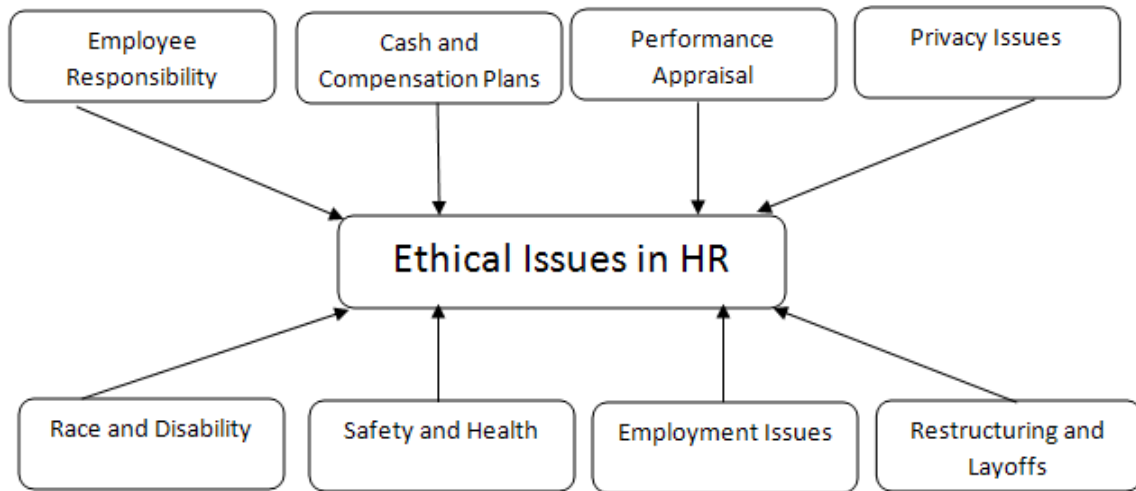 Employee
Responsibility
Cash and
Compensation Plans
Performance
Appraisal
Privacy Issues
Ethical Issues in HR
Race and Disability
Safety and Health
Employment Issues
Restructuring and
Layoffs